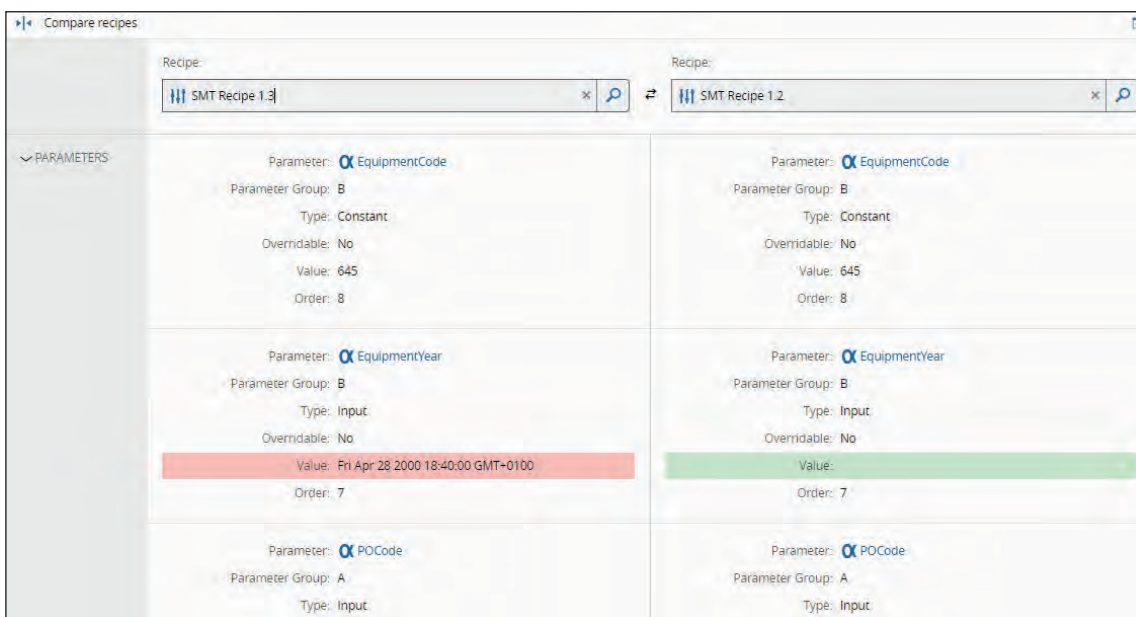 Compare recipes
Recipe: Recipe:
SMT Recipe 1.3 SMT Recipe 1.2
PARAMETERS
Parameter: EquipmentCode Parameter: EquipmentCode
Parameter Group: B Parameter Group: B
Type: Constant Type: Constant
Overridable: No Overridable: No
Value: 645 Value: 645
Order: 8 Order: 8
Parameter: EquipmentYear Parameter: EquipmentYear
Parameter Group: B Parameter Group: B
Type: Input Type: Input
Overridable: No Overridable: No
Value: Fri Apr 28 2000 18:40:00 GMT+0100 Value:
Order: 7 Order: 7
Parameter: POCode Parameter: POCode
Parameter Group: A Parameter Group: A
Type: Input Type: Input